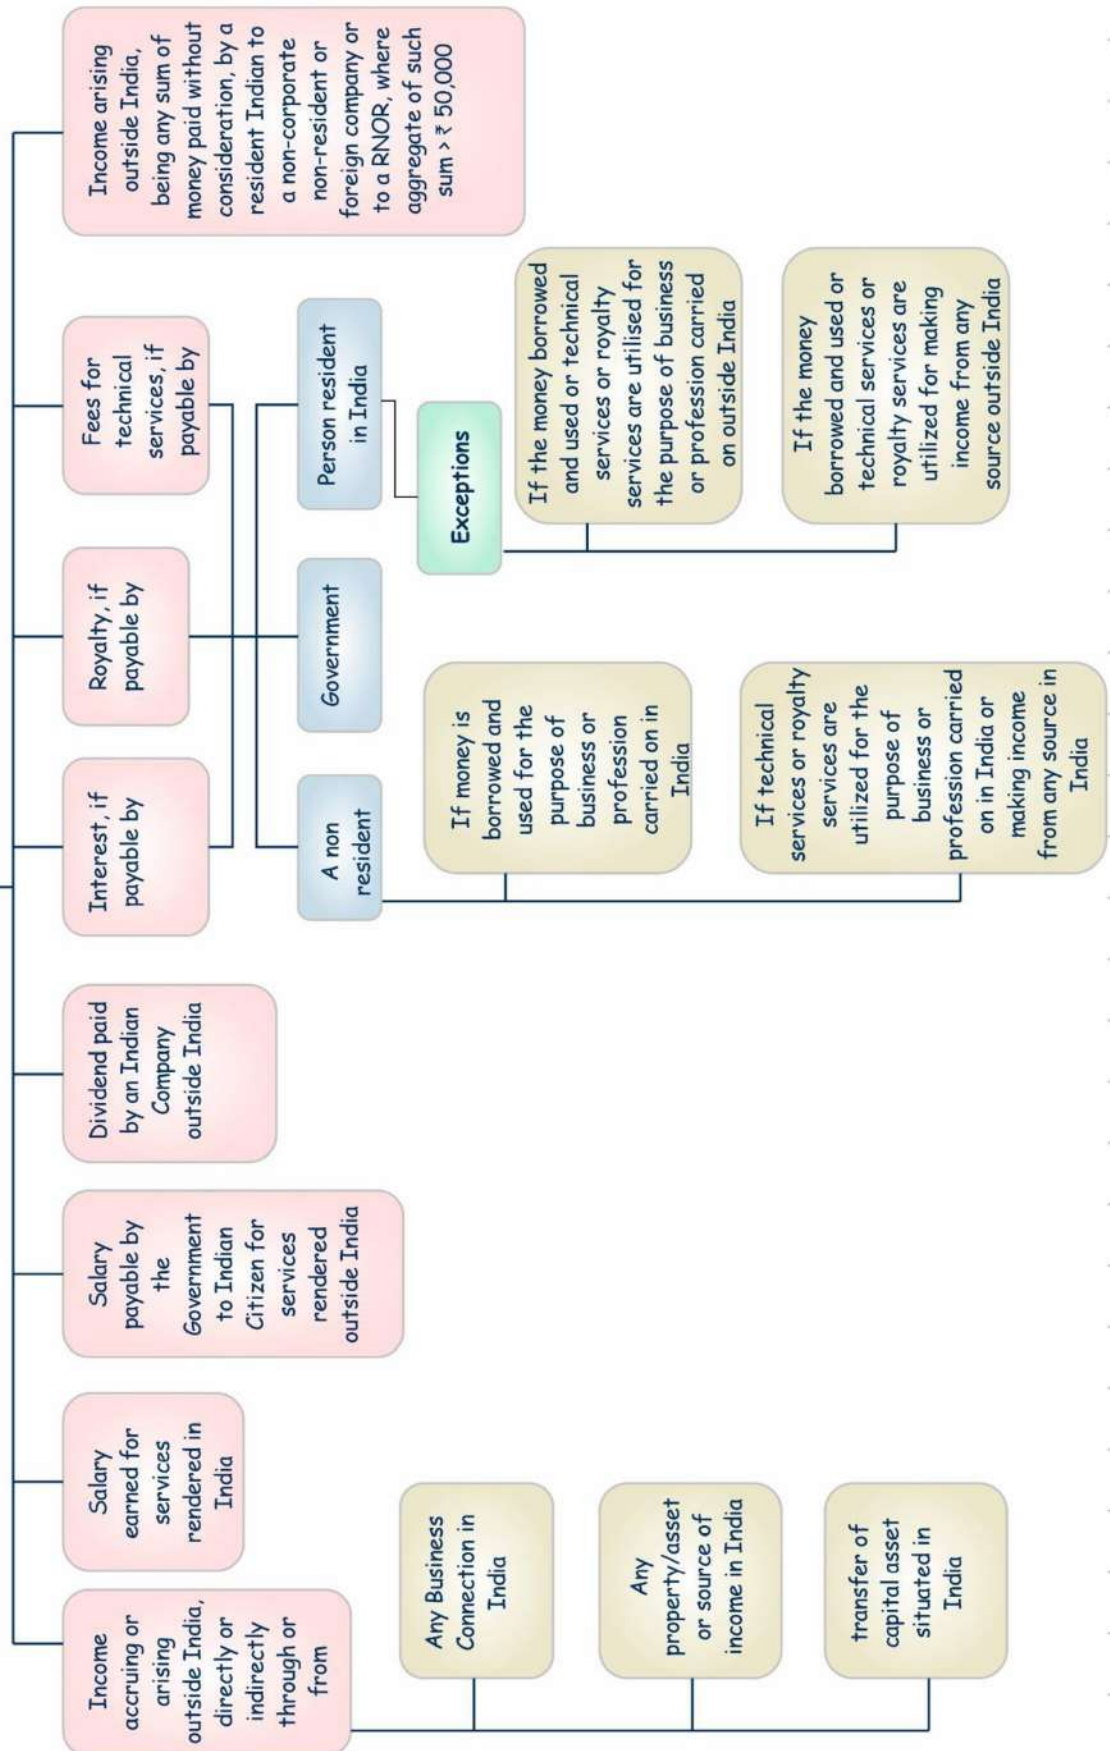 Income
accruing or
arising
outside India,
directly or
indirectly
through or
from
Any Business
Connection in
India
Any
property/asset
or source of
income in India
transfer of
capital asset
situated in
India
Salary
earned for
services
rendered in
India
Salary
payable by
the
Government
to Indian
Citizen for
services
rendered
outside India
Dividend paid
by an Indian
Company
outside India
Interest, if
payable by
Royalty, if
payable by
Fees for
technical
services, if
payable by
A non
resident
If money is
borrowed and
used for the
purpose of
business or
profession
carried on in
India
If technical
services or royalty
services are
utilized for the
purpose of
business or
profession carried
on in India or
making income
from any source in
India
Government
Person resident
in India
Exceptions
If the money borrowed
and used or technical
services or royalty
services are utilised for
the purpose of business
or profession carried
on outside India
If the money
borrowed and used or
technical services or
royalty services are
utilized for making
income from any
source outside India
Income arising
outside India,
being any sum of
money paid without
consideration, by a
resident Indian to
a non-corporate
non-resident or
foreign company or
to a RNOR, where
aggregate of such
sum > ₹ 50,000